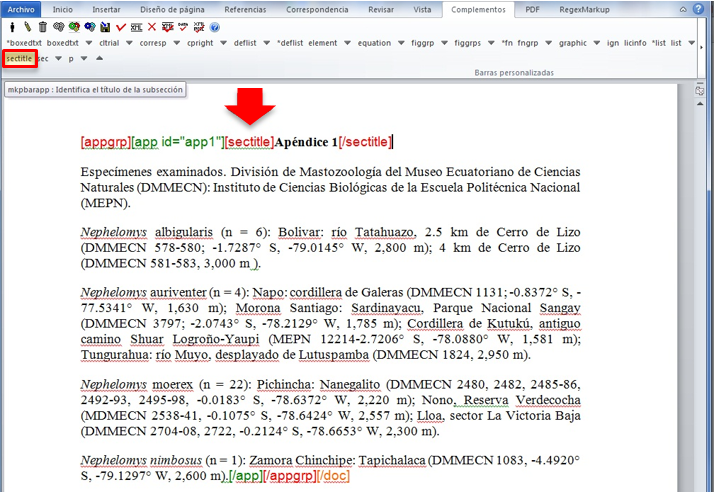 Archivo Inicio Insertar Diseño de página Referencias Correspondencia Revisar Vista Complementos PDF RegexMarkup
*boxedtxt boxedtxt cltrial corresp cpright deflist *deflist element equation figgrp figgrps *fn fngrp graphic ign licinfo *list list
sectitle sec p
Barras personalizadas
mkpbarapp : Identifica el título de la subsección
[appgrp][app id="app1"][sectitle]Apéndice 1[/sectitle]
Especímenes examinados. División de Mastozoología del Museo Ecuatoriano de Ciencias
Naturales (DMMECN): Instituto de Ciencias Biológicas de la Escuela Politécnica Nacional
(MEPN).
Nephelomys albigularis (n = 6): Bolivar: río Tatahuazo, 2.5 km de Cerro de Lizo
(DMMECN 578-580; -1.7287° S, -79.0145° W, 2,800 m); 4 km de Cerro de Lizo
(DMMECN 581-583, 3,000 m ).
Nephelomys auriventer (n = 4): Napo: cordillera de Galeras (DMMECN 1131; -0.8372° S, -
77.5341° W, 1,630 m); Morona Santiago: Sardinayacu, Parque Nacional Sangay
(DMMECN 3797; -2.0743° S, -78.2129° W, 1,785 m); Cordillera de Kutukú, antiguo
camino Shuar Logroño-Yaupi (MEPN 12214-2.7206° S, -78.0880° W, 1,581 m);
Tungurahua: río Muyo, desplayado de Lutuspamba (DMMECN 1824, 2,950 m).
Nephelomys moerex (n = 22): Pichincha: Nanegalito (DMMECN 2480, 2482, 2485-86,
2492-93, 2495-98, -0.0183° S, -78.6372° W, 2,220 m); Nono, Reserva Verdecocha
(MDMECN 2538-41, -0.1075° S, -78.6424° W, 2,557 m); Lloa, sector La Victoria Baja
(DMMECN 2704-08, 2722, -0.2124° S, -78.6653° W, 2,300 m).
Nephelomys nimbosus (n = 1): Zamora Chinchipe: Tapichalaca (DMMECN 1083, -4.4920°
S, -79.1297° W, 2,600 m).[/app][/appgrp][/doc]